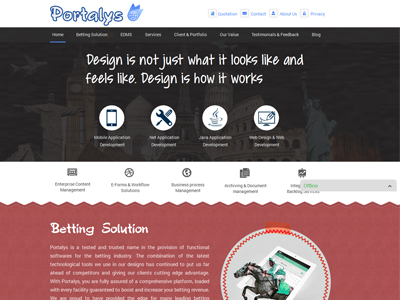 Portalys
Quotation Contact About Us Privacy
Home Betting Solution EDMS Services Client & Portfolio Our Value Testimonials & Feedback Blog
Design is not just what it looks like and
feels like. Design is how it works
Mobile Application
Development
Net Application
Development
Java Application
Development
Web Design & Web
Development
Enterprise Content
Management
E-Forms & Workflow
Solutions
Business process
Management
Archiving & Document
management
Offline
Betting Solution
Portalys is a tested and trusted name in the provision of functional
softwares for the betting industry. The combination of the latest
technological tools we use in our designs has continued to put us far
ahead of competitors and giving our clients cutting edge advantage.
With Portalys, you are fully assured of a comprehensive platform, loaded
with every facility guaranteed to boost and increase your betting revenue.
We are proud to have provided the edge for many leading betting